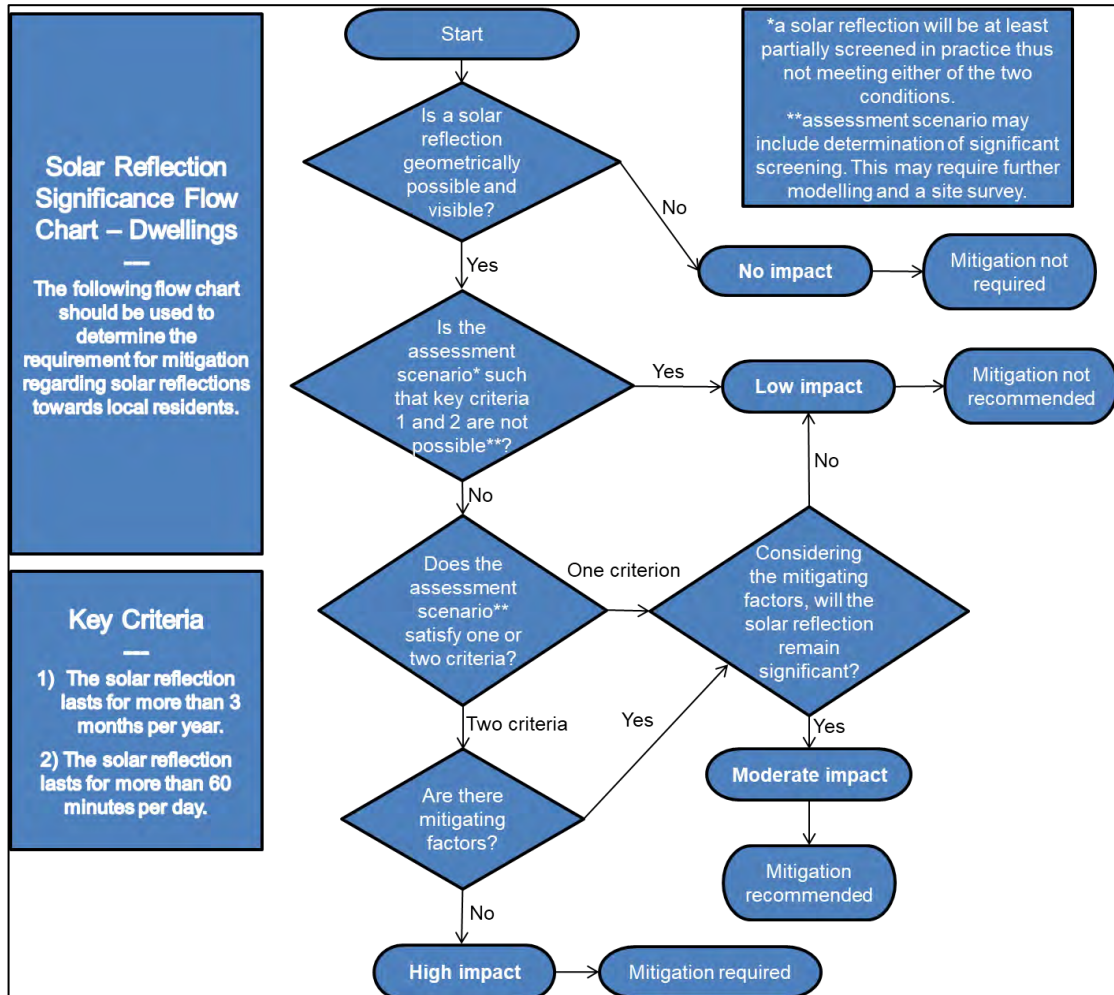 Solar Reflection
Significance Flow
Chart – Dwellings
---
The following flow chart
should be used to
determine the
requirement for mitigation
regarding solar reflections
towards local residents.
Key Criteria
---
1) The solar reflection
lasts for more than 3
months per year.
2) The solar reflection
lasts for more than 60
minutes per day.
Start
*a solar reflection will be at least
partially screened in practice thus
not meeting either of the two
conditions.
**assessment scenario may
include determination of significant
screening. This may require further
modelling and a site survey.
Is a solar
reflection
geometrically
possible and
visible?
No
No impact
Mitigation not
required
Yes
Is the
assessment
scenario* such
that key criteria
1 and 2 are not
possible**?
Yes
Low impact
Mitigation not
recommended
No
No
Does the
assessment
scenario**
satisfy one or
two criteria?
One criterion
Considering
the mitigating
factors, will the
solar reflection
remain
significant?
Two criteria
Yes
Yes
Moderate impact
Mitigation
recommended
Are there
mitigating
factors?
No
High impact
Mitigation required